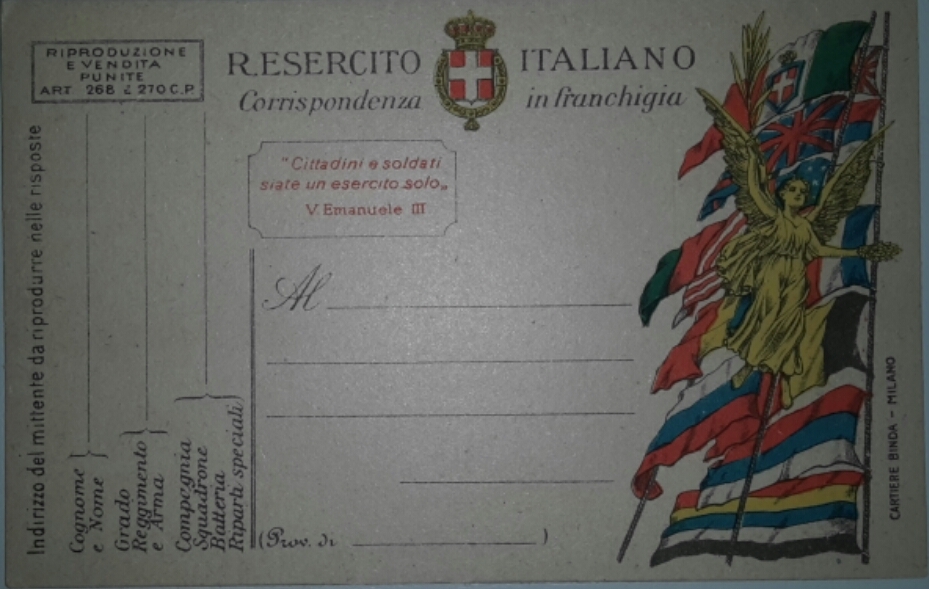 RIPRODUZIONE
E VENDITA
PUNITE
ART 268 E 270 C.P.
R. ESERCITO ITALIANO
Corrispondenza in franchigia
"Cittadini e soldati
siate un esercito solo„
V. Emanuele III
Al
(Prov. di )
Indirizzo del mittente da riprodurre nelle risposte
Cognome
e Nome
Grado
Reggimento
e Arma
Compegnia
Squadrone
Batteria
Riparti speciali
CARTIERE BINDA - MILANO